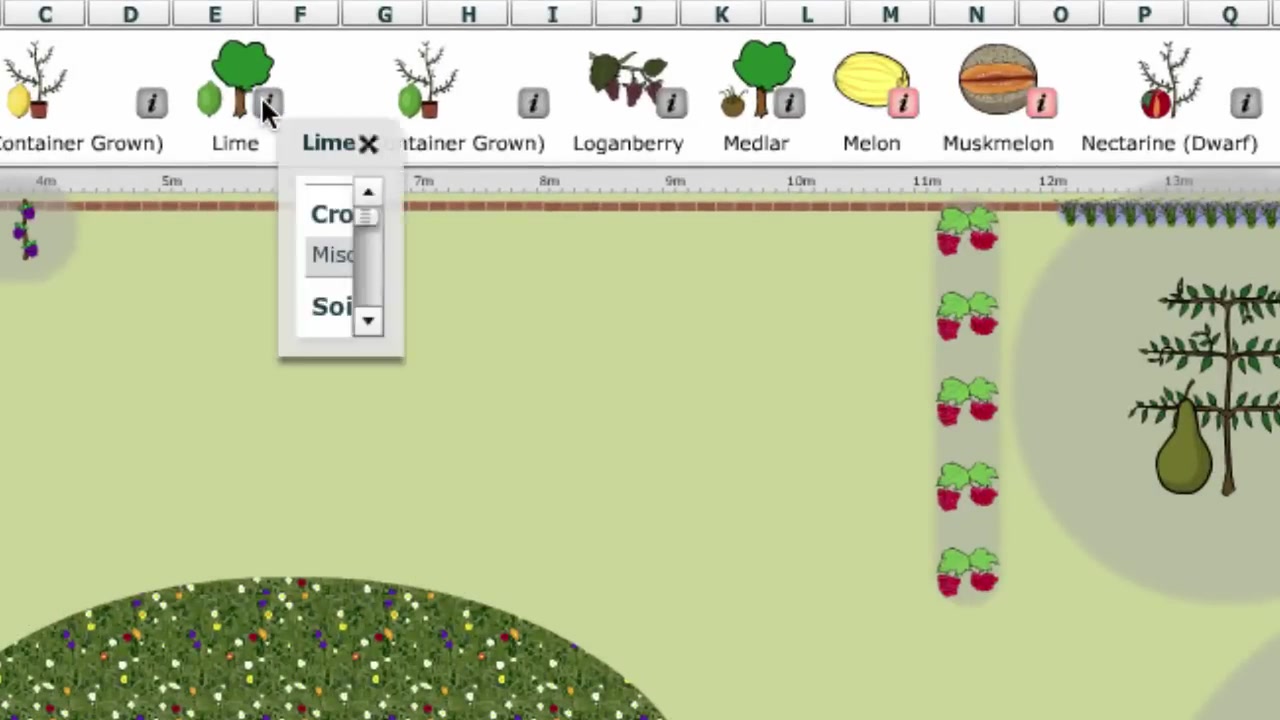 C D E F G H I J K L M N O P Q
i i i i i i i i
Container Grown) Lime ntainer Grown) Loganberry Medlar Melon Muskmelon Nectarine (Dwarf)
Lime
4m 5m 7m 8m 9m 10m 11m 12m 13m
Cro
Misc
Soi